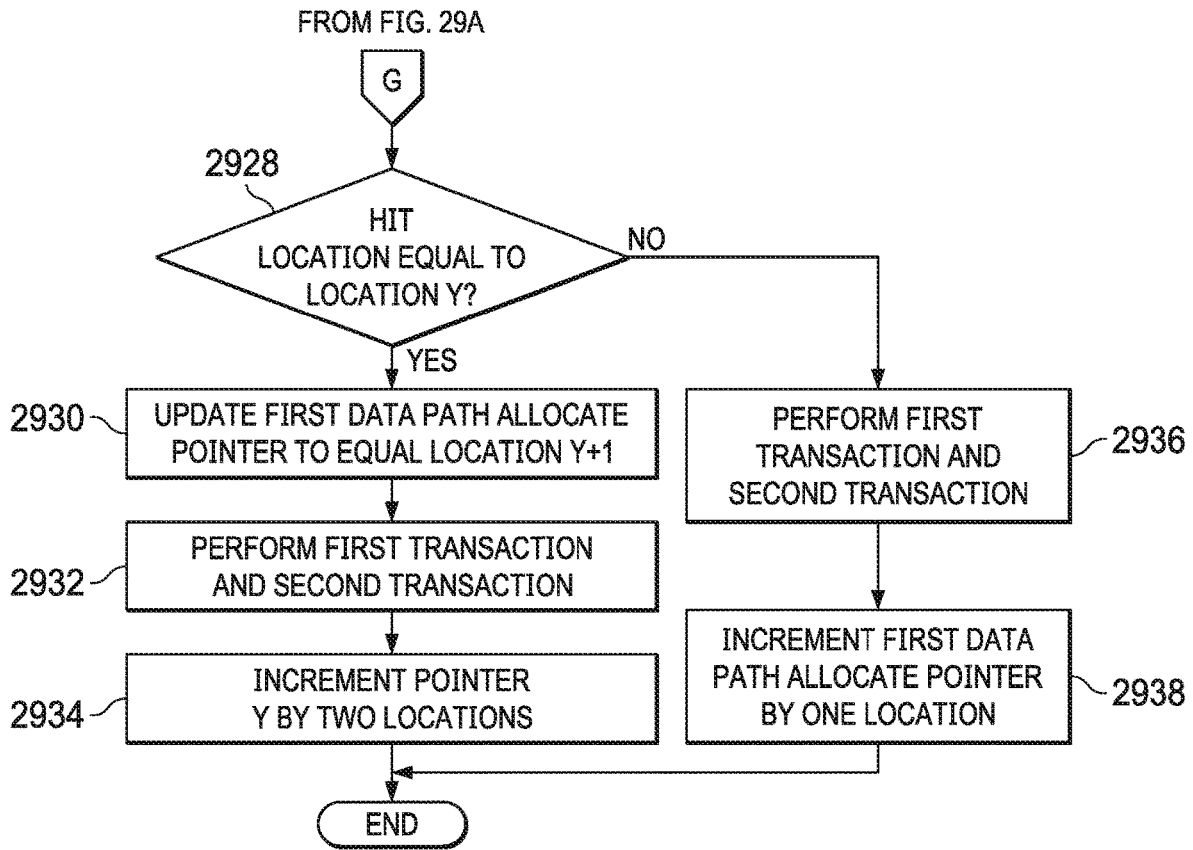 FROM FIG. 29A
G
2928
HIT
LOCATION EQUAL TO
LOCATION Y?
NO
YES
2930
UPDATE FIRST DATA PATH ALLOCATE
POINTER TO EQUAL LOCATION Y+1
2932
PERFORM FIRST TRANSACTION
AND SECOND TRANSACTION
2934
INCREMENT POINTER
Y BY TWO LOCATIONS
PERFORM FIRST
TRANSACTION AND
SECOND TRANSACTION
2936
INCREMENT FIRST DATA
PATH ALLOCATE POINTER
BY ONE LOCATION
2938
END